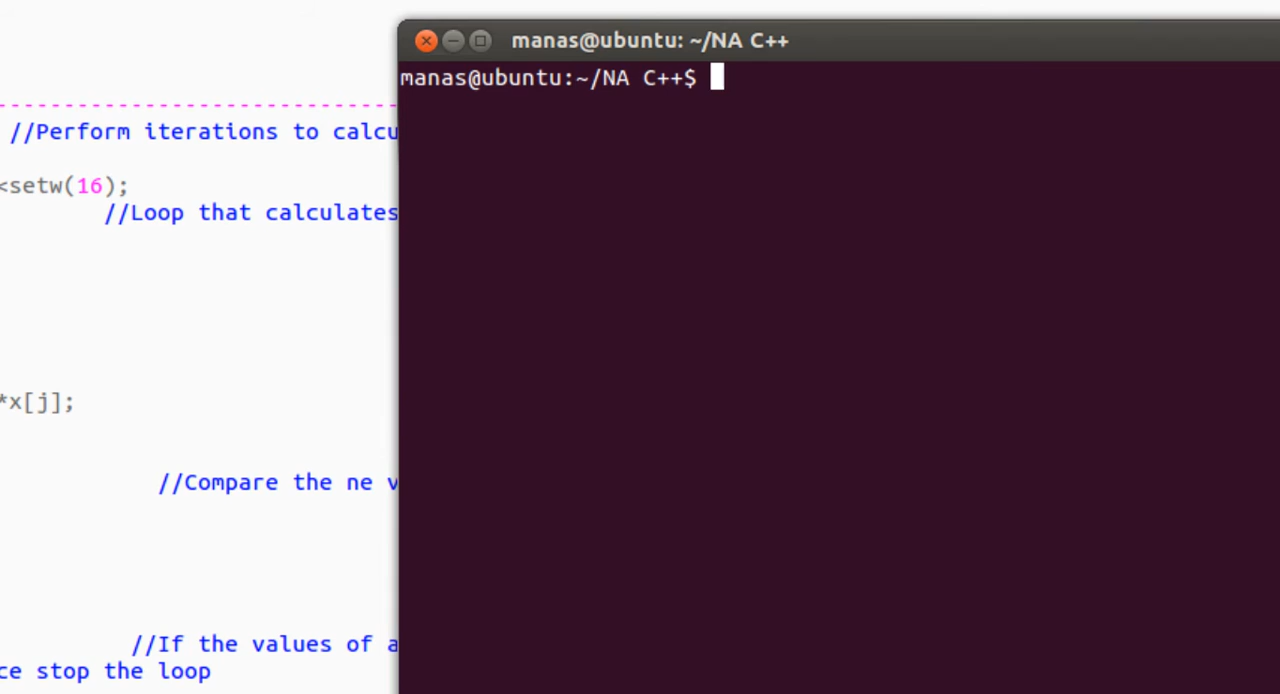 manas@ubuntu: ~/NA C++
manas@ubuntu:~/NA C++$
//Perform iterations to calcu
<setw(16);
//Loop that calculates
*x[j];
//Compare the ne v
//If the values of a
ce stop the loop